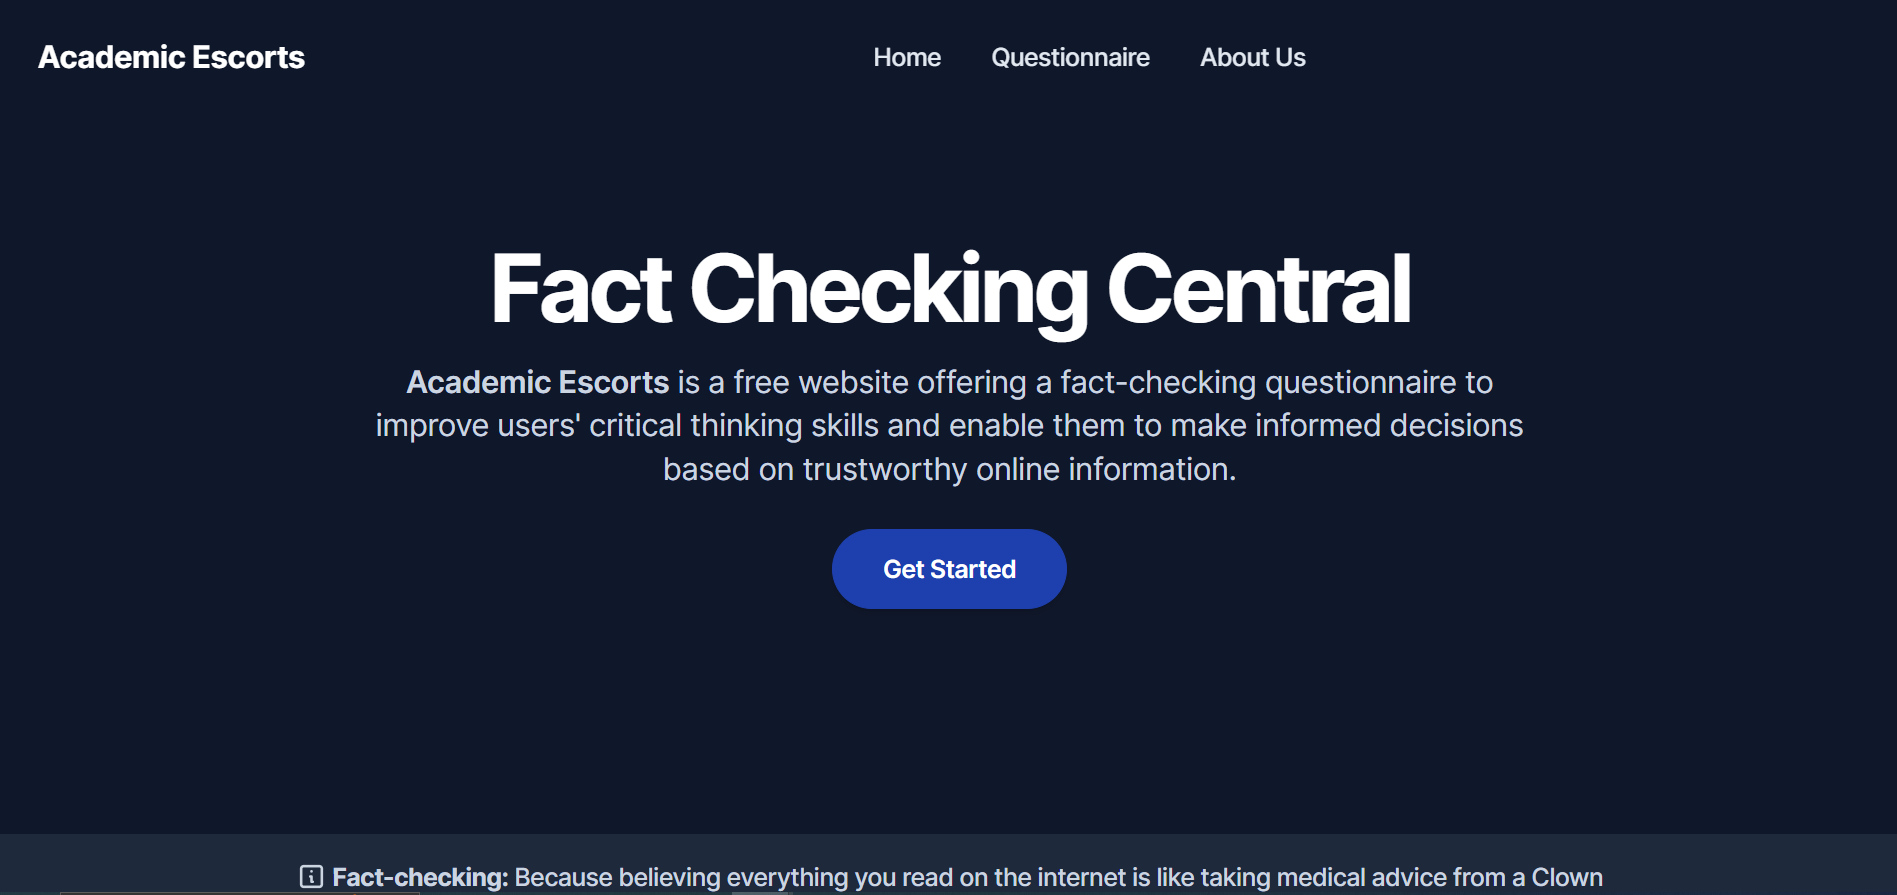 Academic Escorts
Home
Questionnaire
About Us
Fact Checking Central
Academic Escorts is a free website offering a fact-checking questionnaire to
improve users' critical thinking skills and enable them to make informed decisions
based on trustworthy online information.
Get Started
Fact-checking: Because believing everything you read on the internet is like taking medical advice from a Clown